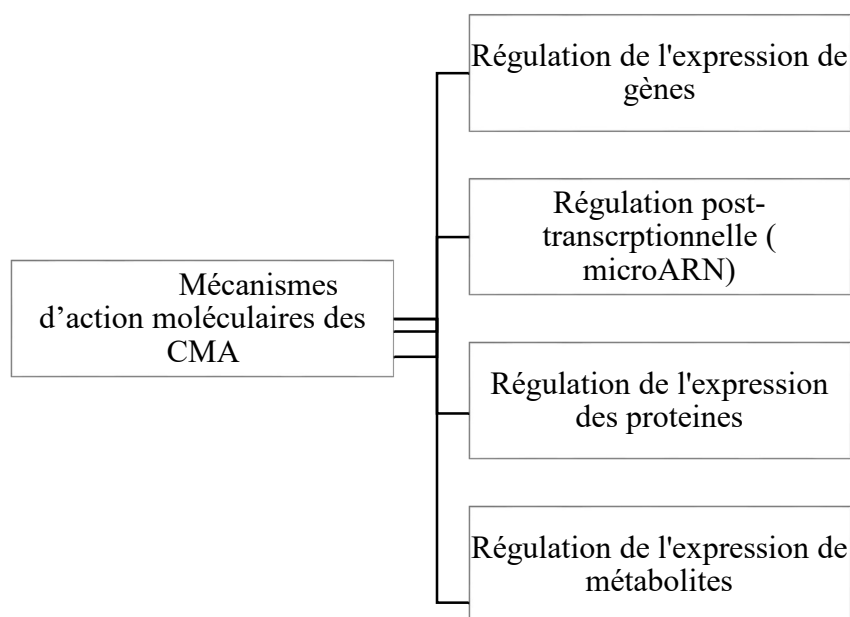 Mécanismes
d’action moléculaires des
CMA
Régulation de l'expression de
gènes
Régulation post-
transcrptionnelle (
microARN)
Régulation de l'expression
des proteines
Régulation de l'expression de
métabolites